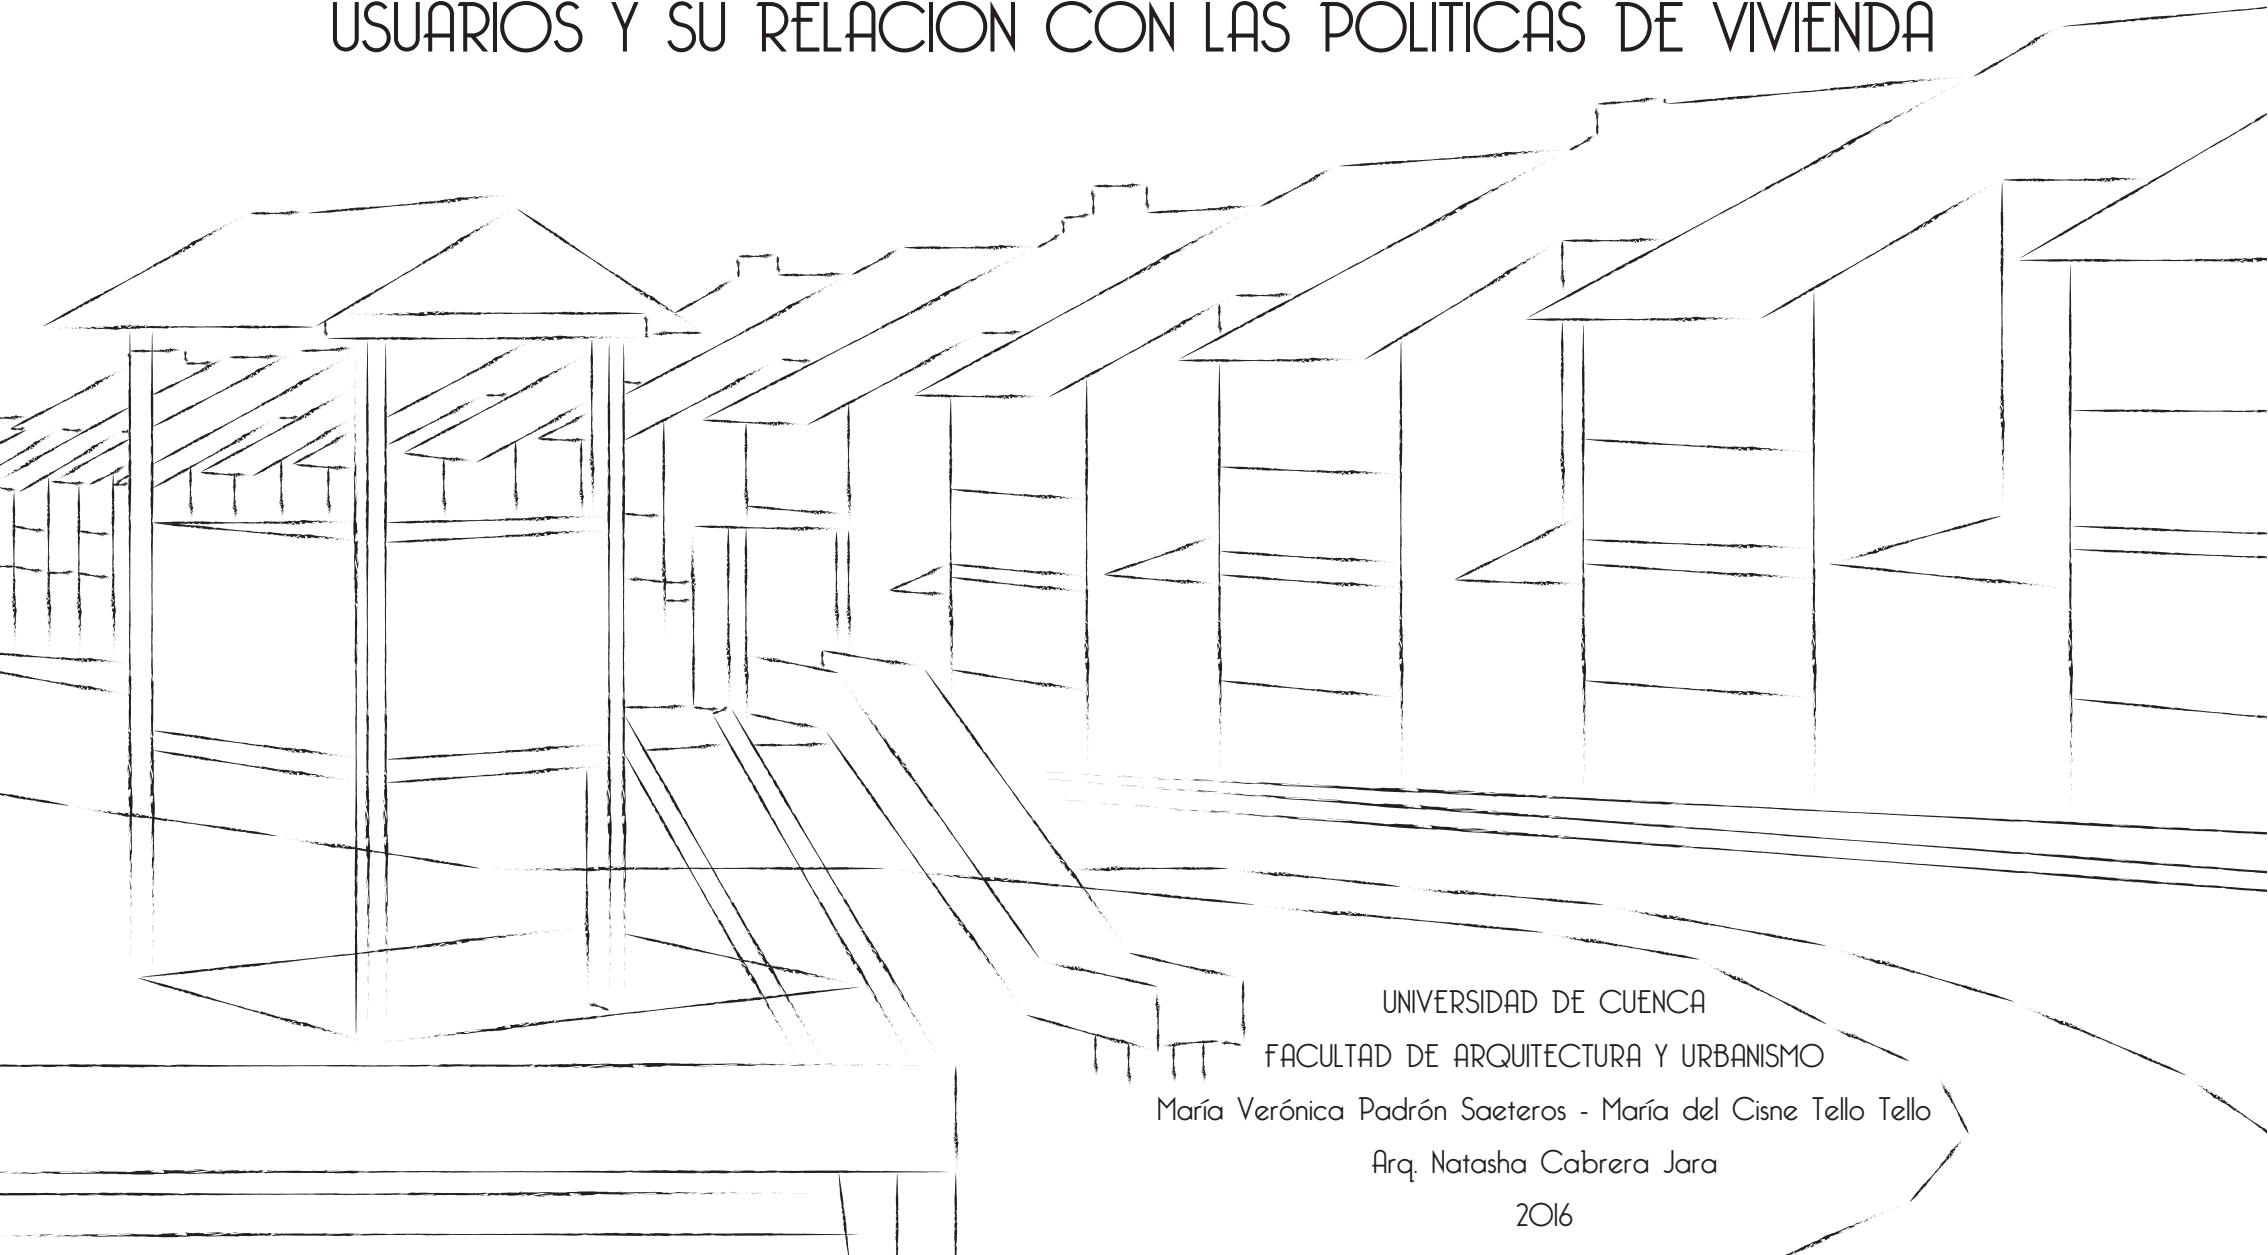 USUARIOS Y SU RELACION CON LAS POLITICAS DE VIVIENDA
UNIVERSIDAD DE CUENCA
FACULTAD DE ARQUITECTURA Y URBANISMO
María Verónica Padrón Saeteros - María del Cisne Tello Tello
Arq. Natasha Cabrera Jara
2016